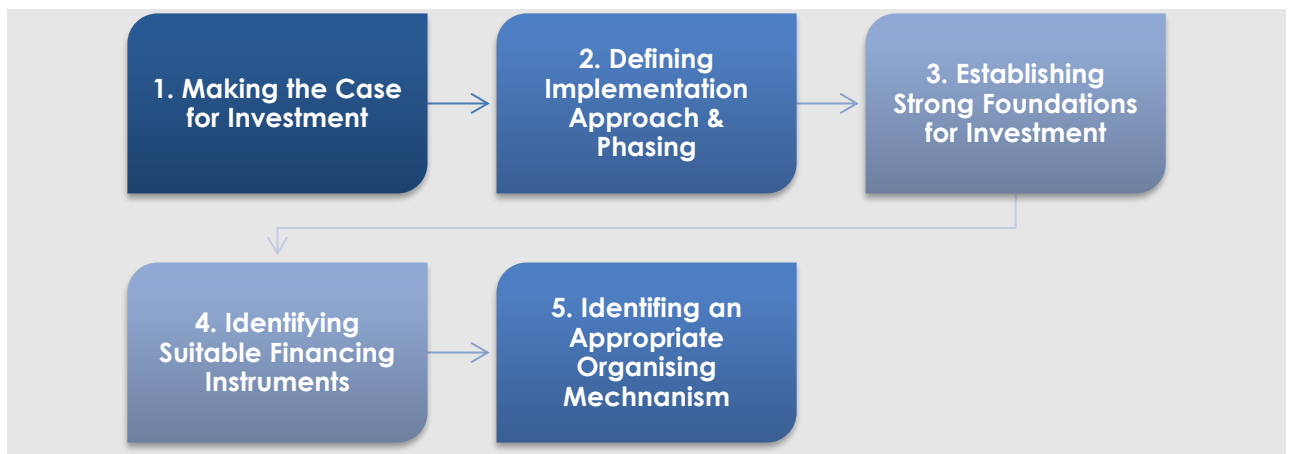 1. Making the Case
for Investment
2. Defining
Implementation
Approach &
Phasing
3. Establishing
Strong Foundations
for Investment
4. Identifying
Suitable Financing
Instruments
5. Identifing an
Appropriate
Organising
Mechnanism